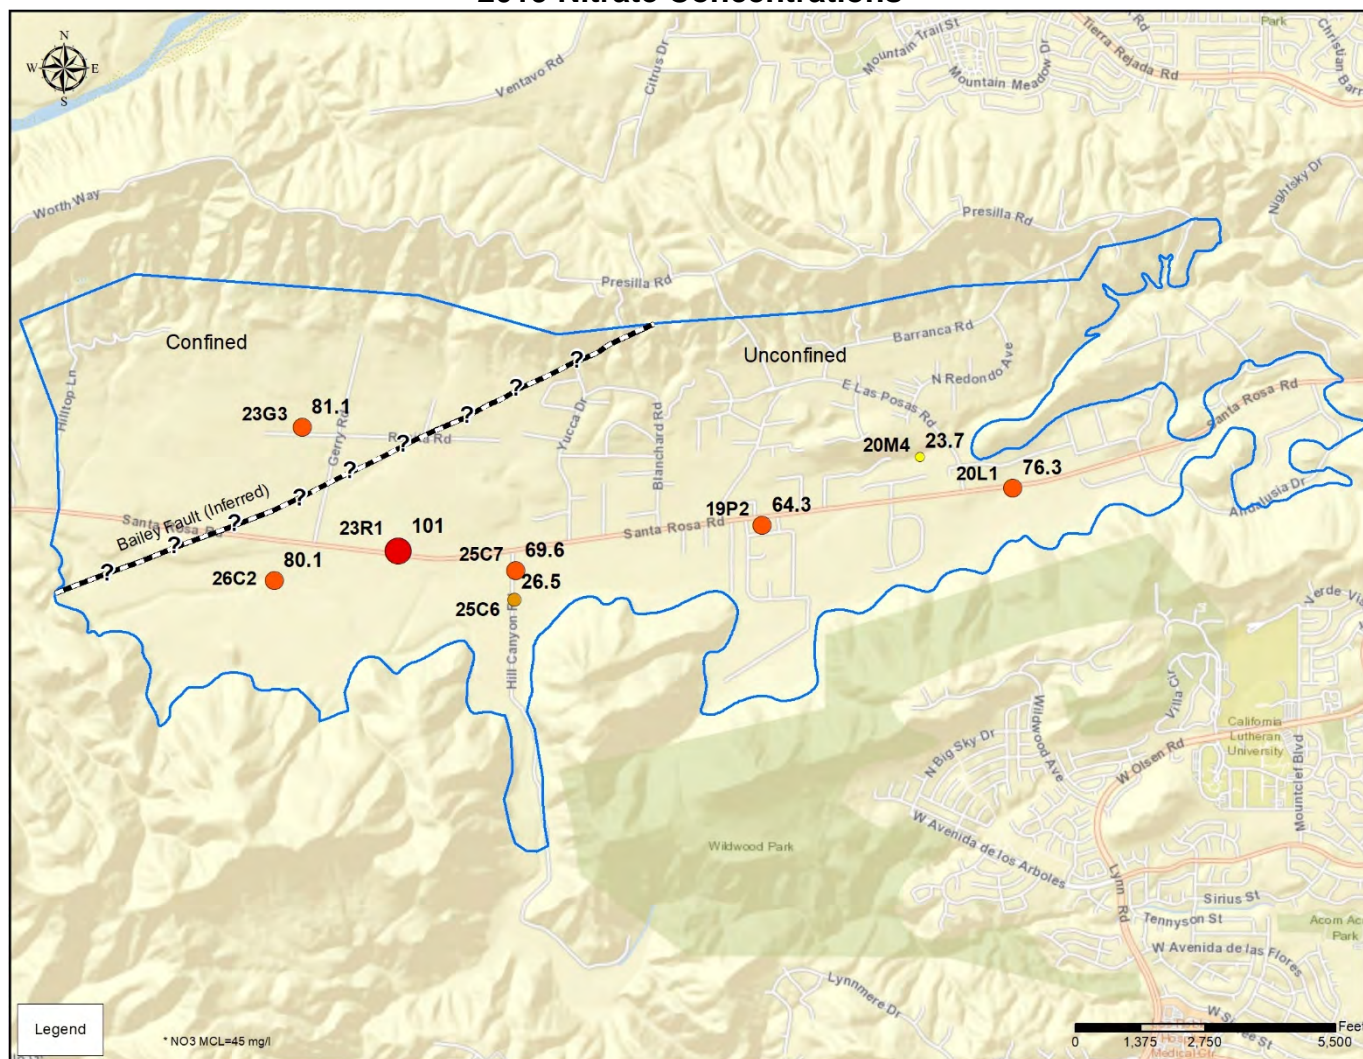 N
W E
S
Ventavo Rd
Citrus Dr
Mountain Trail St
Mountain Meadow Dr
Tierra Rejada Rd
Park
Worth Way
Presilla Rd
Nightsky Dr
Presilla Rd
Confined
Unconfined
Barranca Rd
N Redondo Ave
E Las Posas Rd
Hilltop Ln
Gerry Rd
Yucca Dr
Blanchard Rd
Santa Rosa Rd
23G3 81.1
20M4 23.7
20L1 76.3
Andalusia Dr
Bailey Fault (Inferred)
? ? ? ? ? ? ? ? ?
19P2 64.3
Santa Rosa Rd
23R1 101
25C7 69.6
26C2 80.1
25C6 26.5
Hill Canyon
Villa Ctr
N Big Sky Dr
Wildwood Ave
W Olsen Rd
California
Lutheran
University
Mountclef Blvd
Wildwood Park
W Avenida de los Arboles
Lynn Rd
Sirius St
Tennyson St
W Avenida de las Flores
Park
Lynnmere Dr
Legend
* NO3 MCL=45 mg/l
Feet
0 1,375 2,750 5,500
Medical Ctr